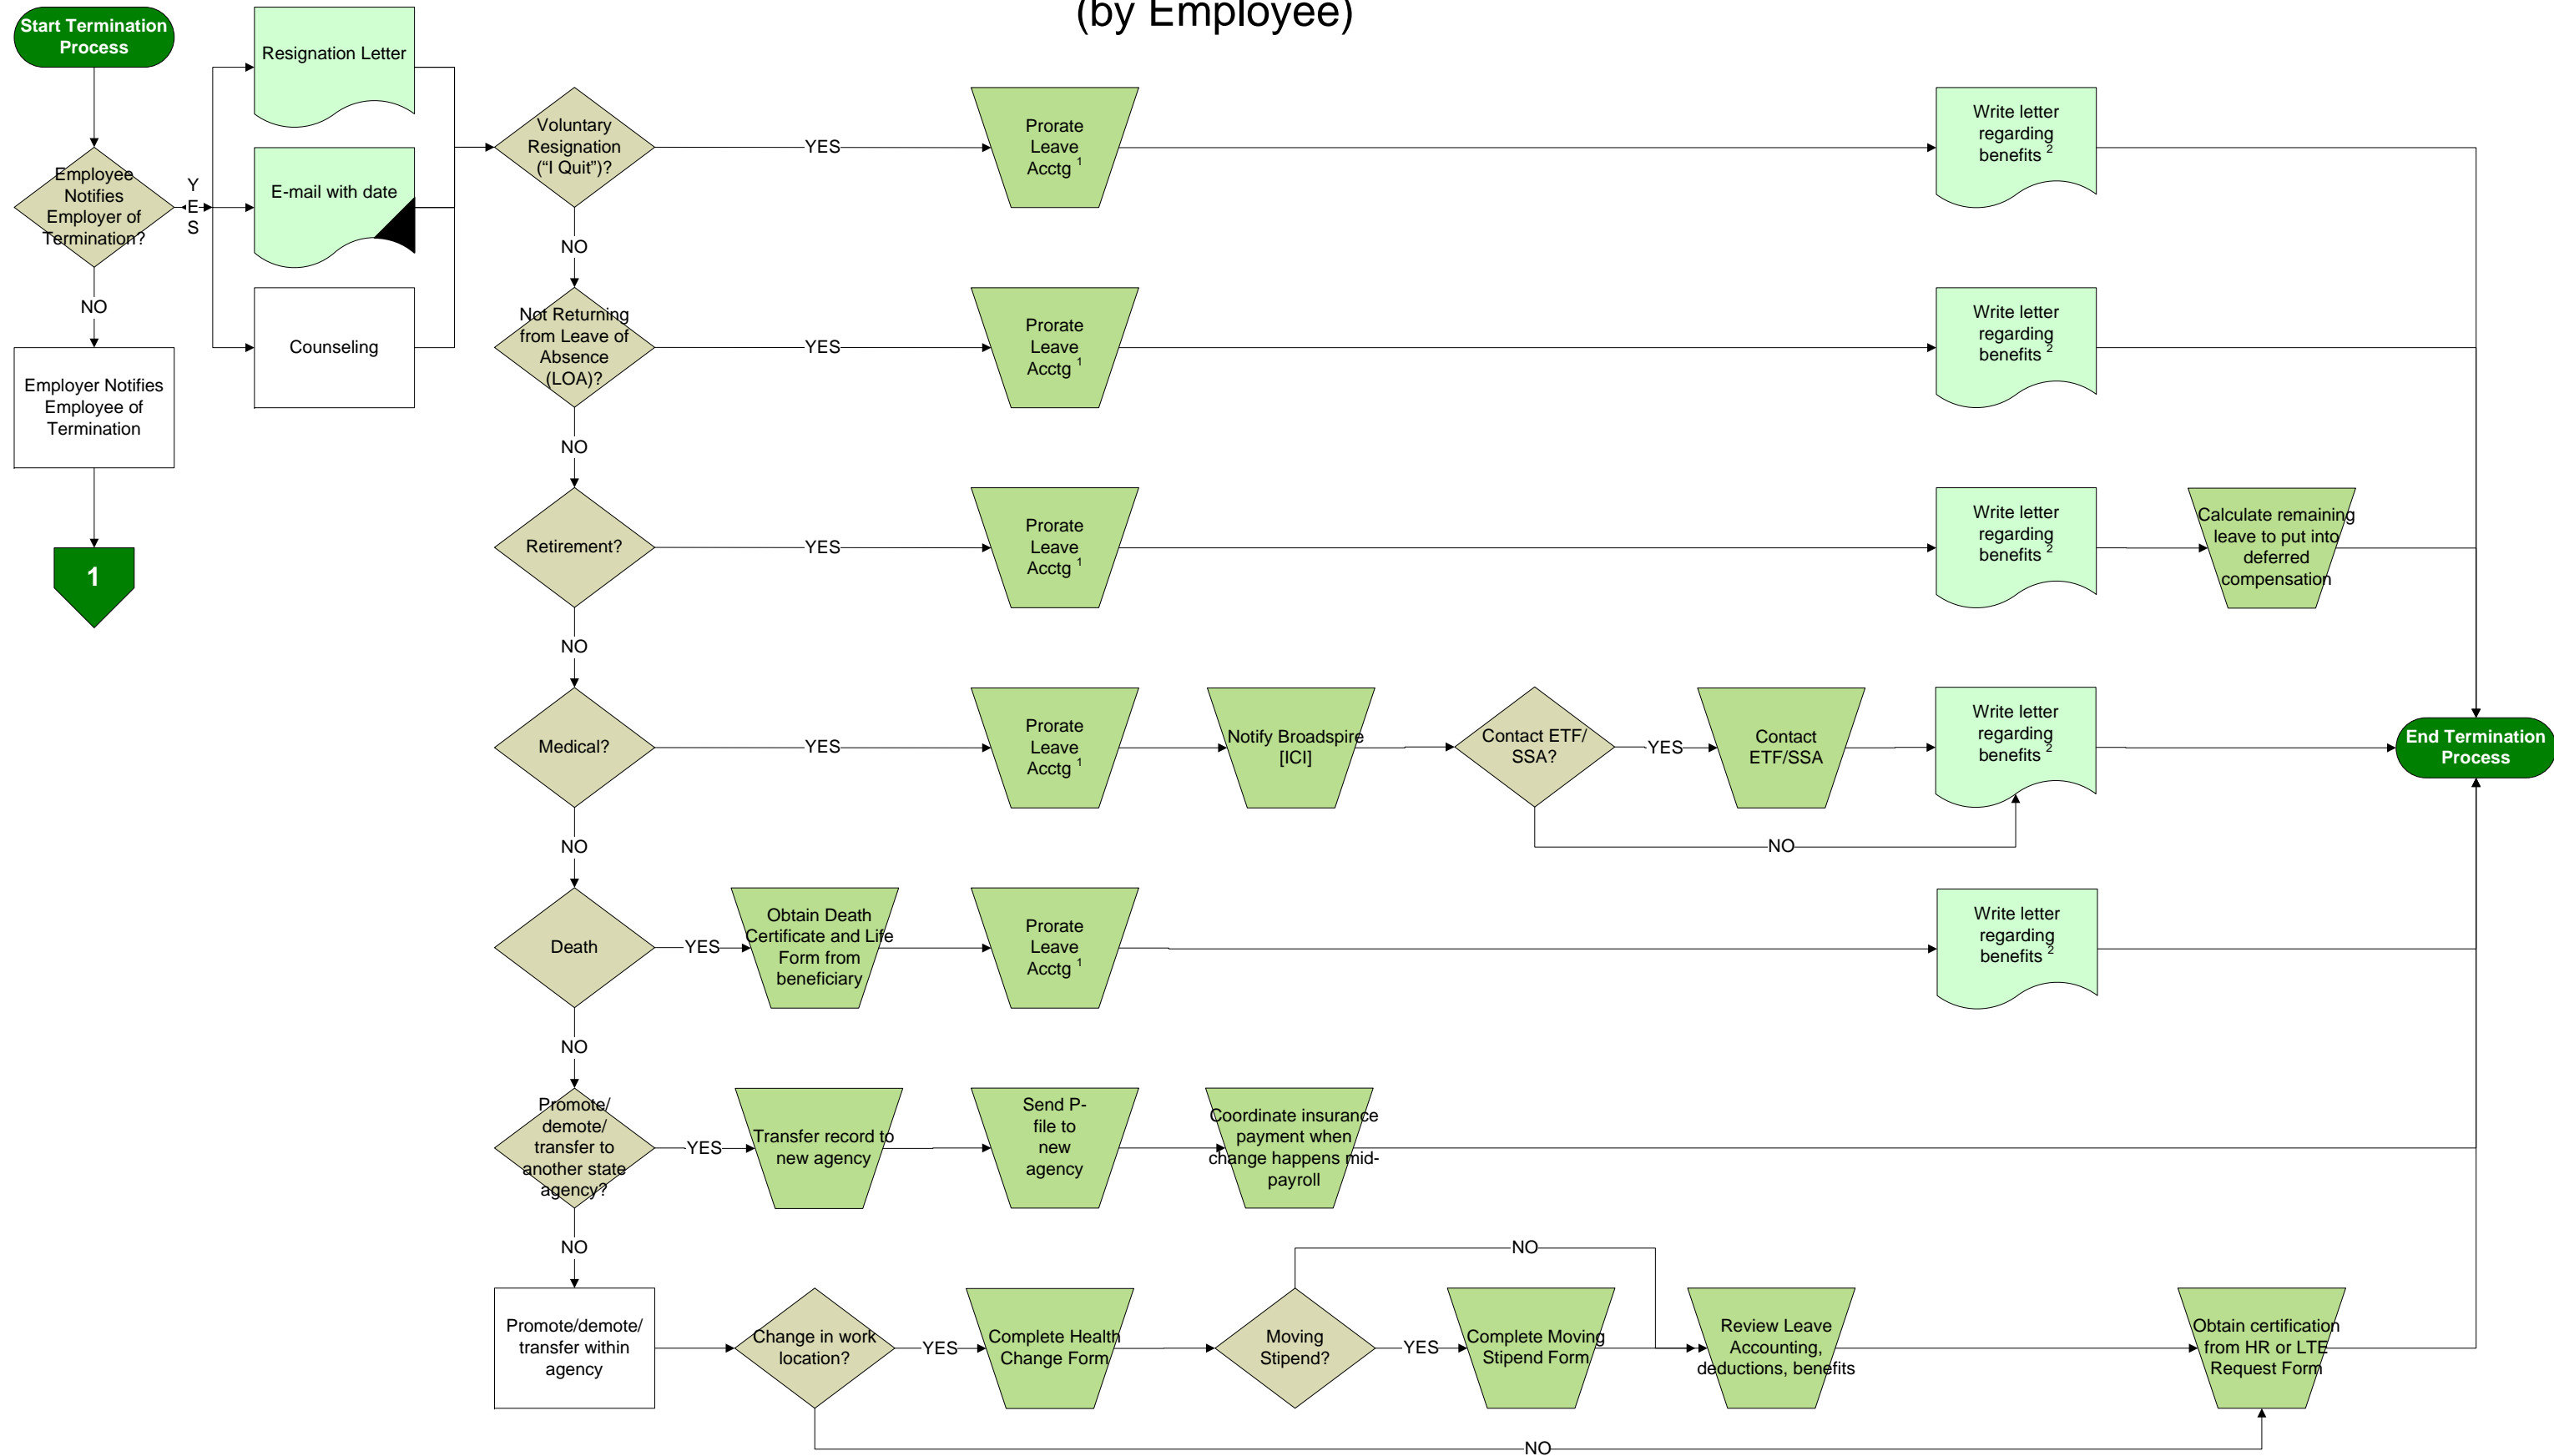 (by Employee)
Start Termination
Process
Resignation Letter
Employee
Notifies
Employer of
Termination?
Y
E
S
E-mail with date
Counseling
NO
Employer Notifies
Employee of
Termination
1
Voluntary
Resignation
(“I Quit”)?
YES
Prorate
Leave
Acctg 1
Write letter
regarding
benefits 2
NO
Not Returning
from Leave of
Absence
(LOA)?
YES
Prorate
Leave
Acctg 1
Write letter
regarding
benefits 2
NO
Retirement?
YES
Prorate
Leave
Acctg 1
Write letter
regarding
benefits 2
Calculate remaining
leave to put into
deferred
compensation
NO
Medical?
YES
Prorate
Leave
Acctg 1
Notify Broadspire
[ICI]
Contact ETF/
SSA?
YES
Contact
ETF/SSA
Write letter
regarding
benefits 2
End Termination
Process
NO
NO
Death
YES
Obtain Death
Certificate and Life
Form from
beneficiary
Prorate
Leave
Acctg 1
Write letter
regarding
benefits 2
NO
Promote/
demote/
transfer to
another state
agency?
YES
Transfer record to
new agency
Send P-
file to
new
agency
Coordinate insurance
payment when
change happens mid-
payroll
NO
NO
Promote/demote/
transfer within
agency
Change in work
location?
YES
Complete Health
Change Form
Moving
Stipend?
YES
Complete Moving
Stipend Form
Review Leave
Accounting,
deductions, benefits
Obtain certification
from HR or LTE
Request Form
NO